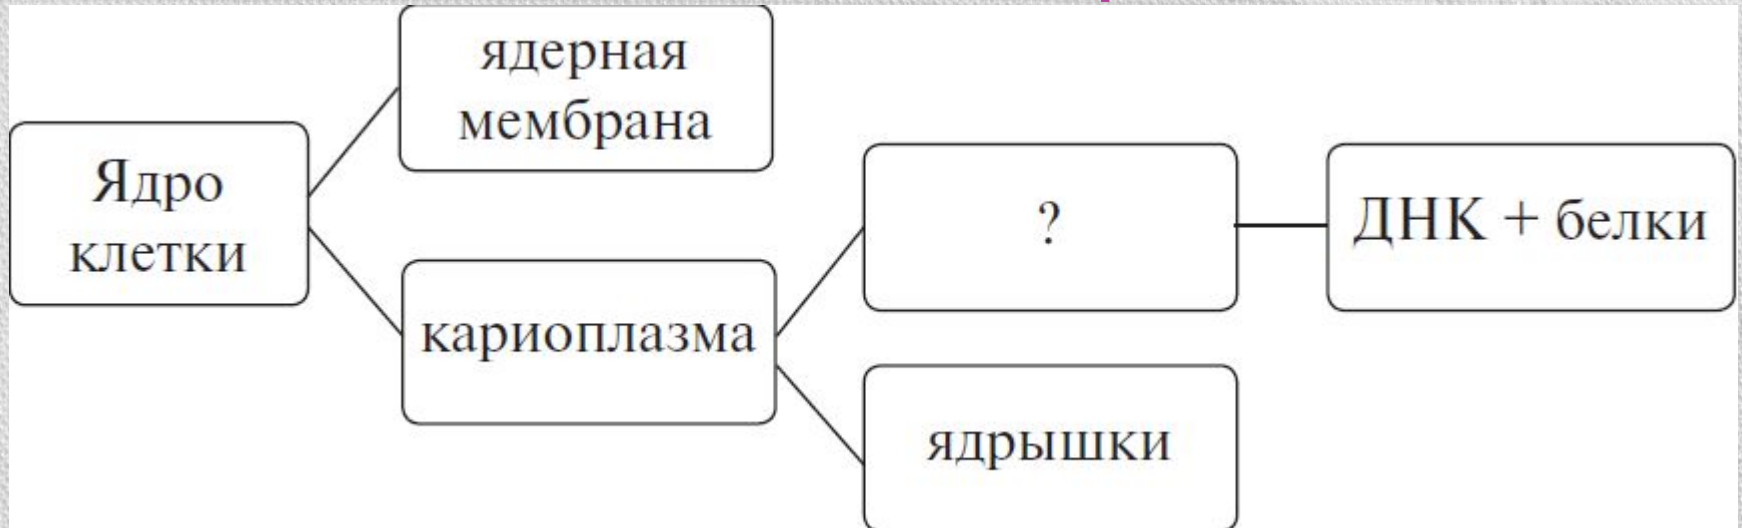 ядерная
мембрана
Ядро
клетки
кариоплазма
?
ДНК + белки
ядрышки